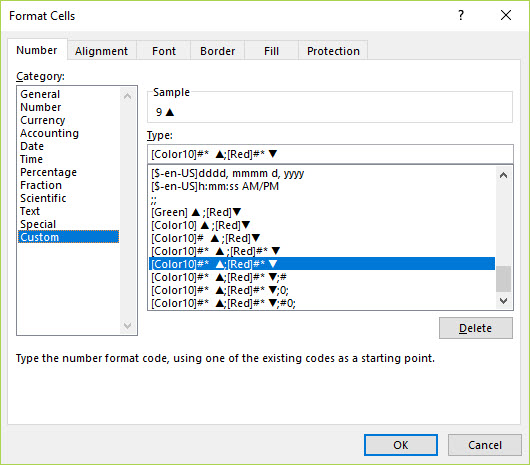 Format Cells
?
Number Alignment Font Border Fill Protection
Category:
General
Number
Currency
Accounting
Date
Time
Percentage
Fraction
Scientific
Text
Special
Custom
Sample
9 ▲
Type:
[Color10]#* ▲;[Red]#* ▼
[$-en-US]dddd, mmmm d, yyyy
[$-en-US]h:mm:ss AM/PM
;;
[Green] ▲;[Red]▼
[Color10] ▲;[Red]▼
[Color10]# ▲;[Red]▼
[Color10]#* ▲;[Red]#* ▼
[Color10]#* ▲;[Red]#* ▼
[Color10]#* ▲;[Red]#* ▼;#
[Color10]#* ▲;[Red]#* ▼;0;
[Color10]#* ▲;[Red]#* ▼;#0;
Delete
Type the number format code, using one of the existing codes as a starting point.
OK Cancel